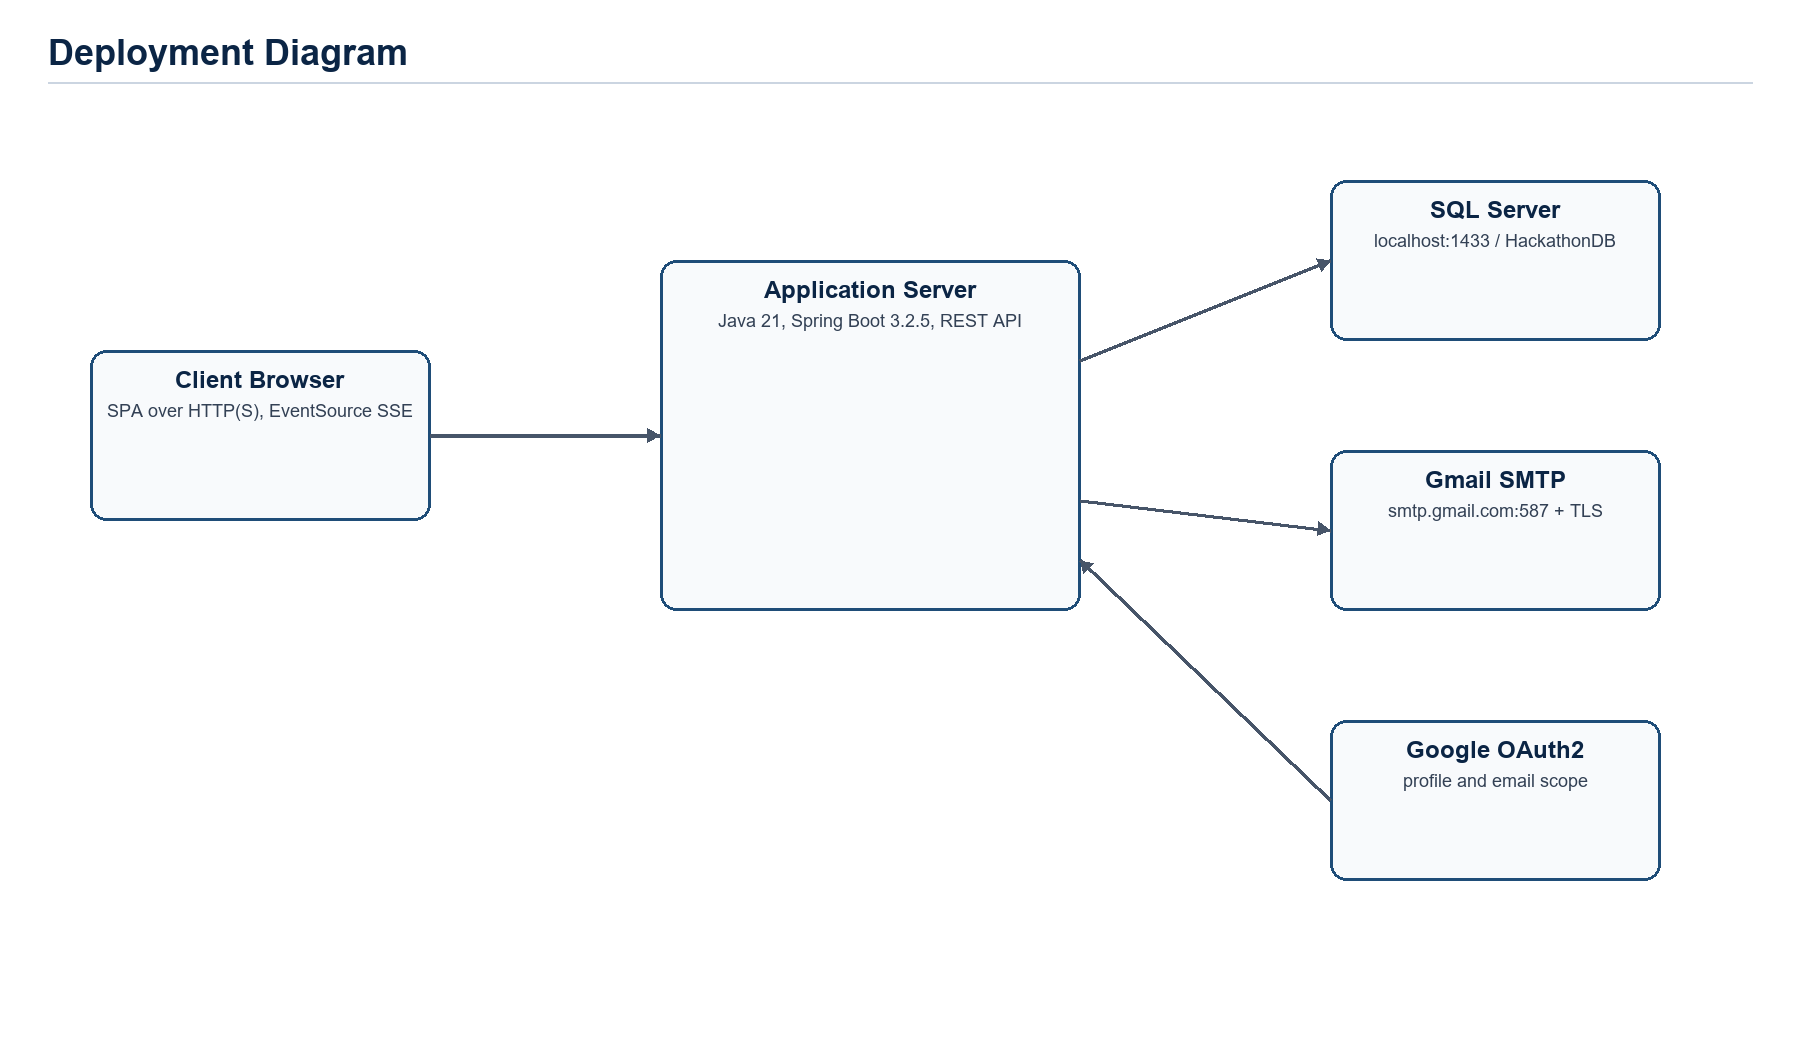 Deployment Diagram
Client Browser
SPA over HTTP(S), EventSource SSE
Application Server
Java 21, Spring Boot 3.2.5, REST API
SQL Server
localhost:1433 / HackathonDB
Gmail SMTP
smtp.gmail.com:587 + TLS
Google OAuth2
profile and email scope